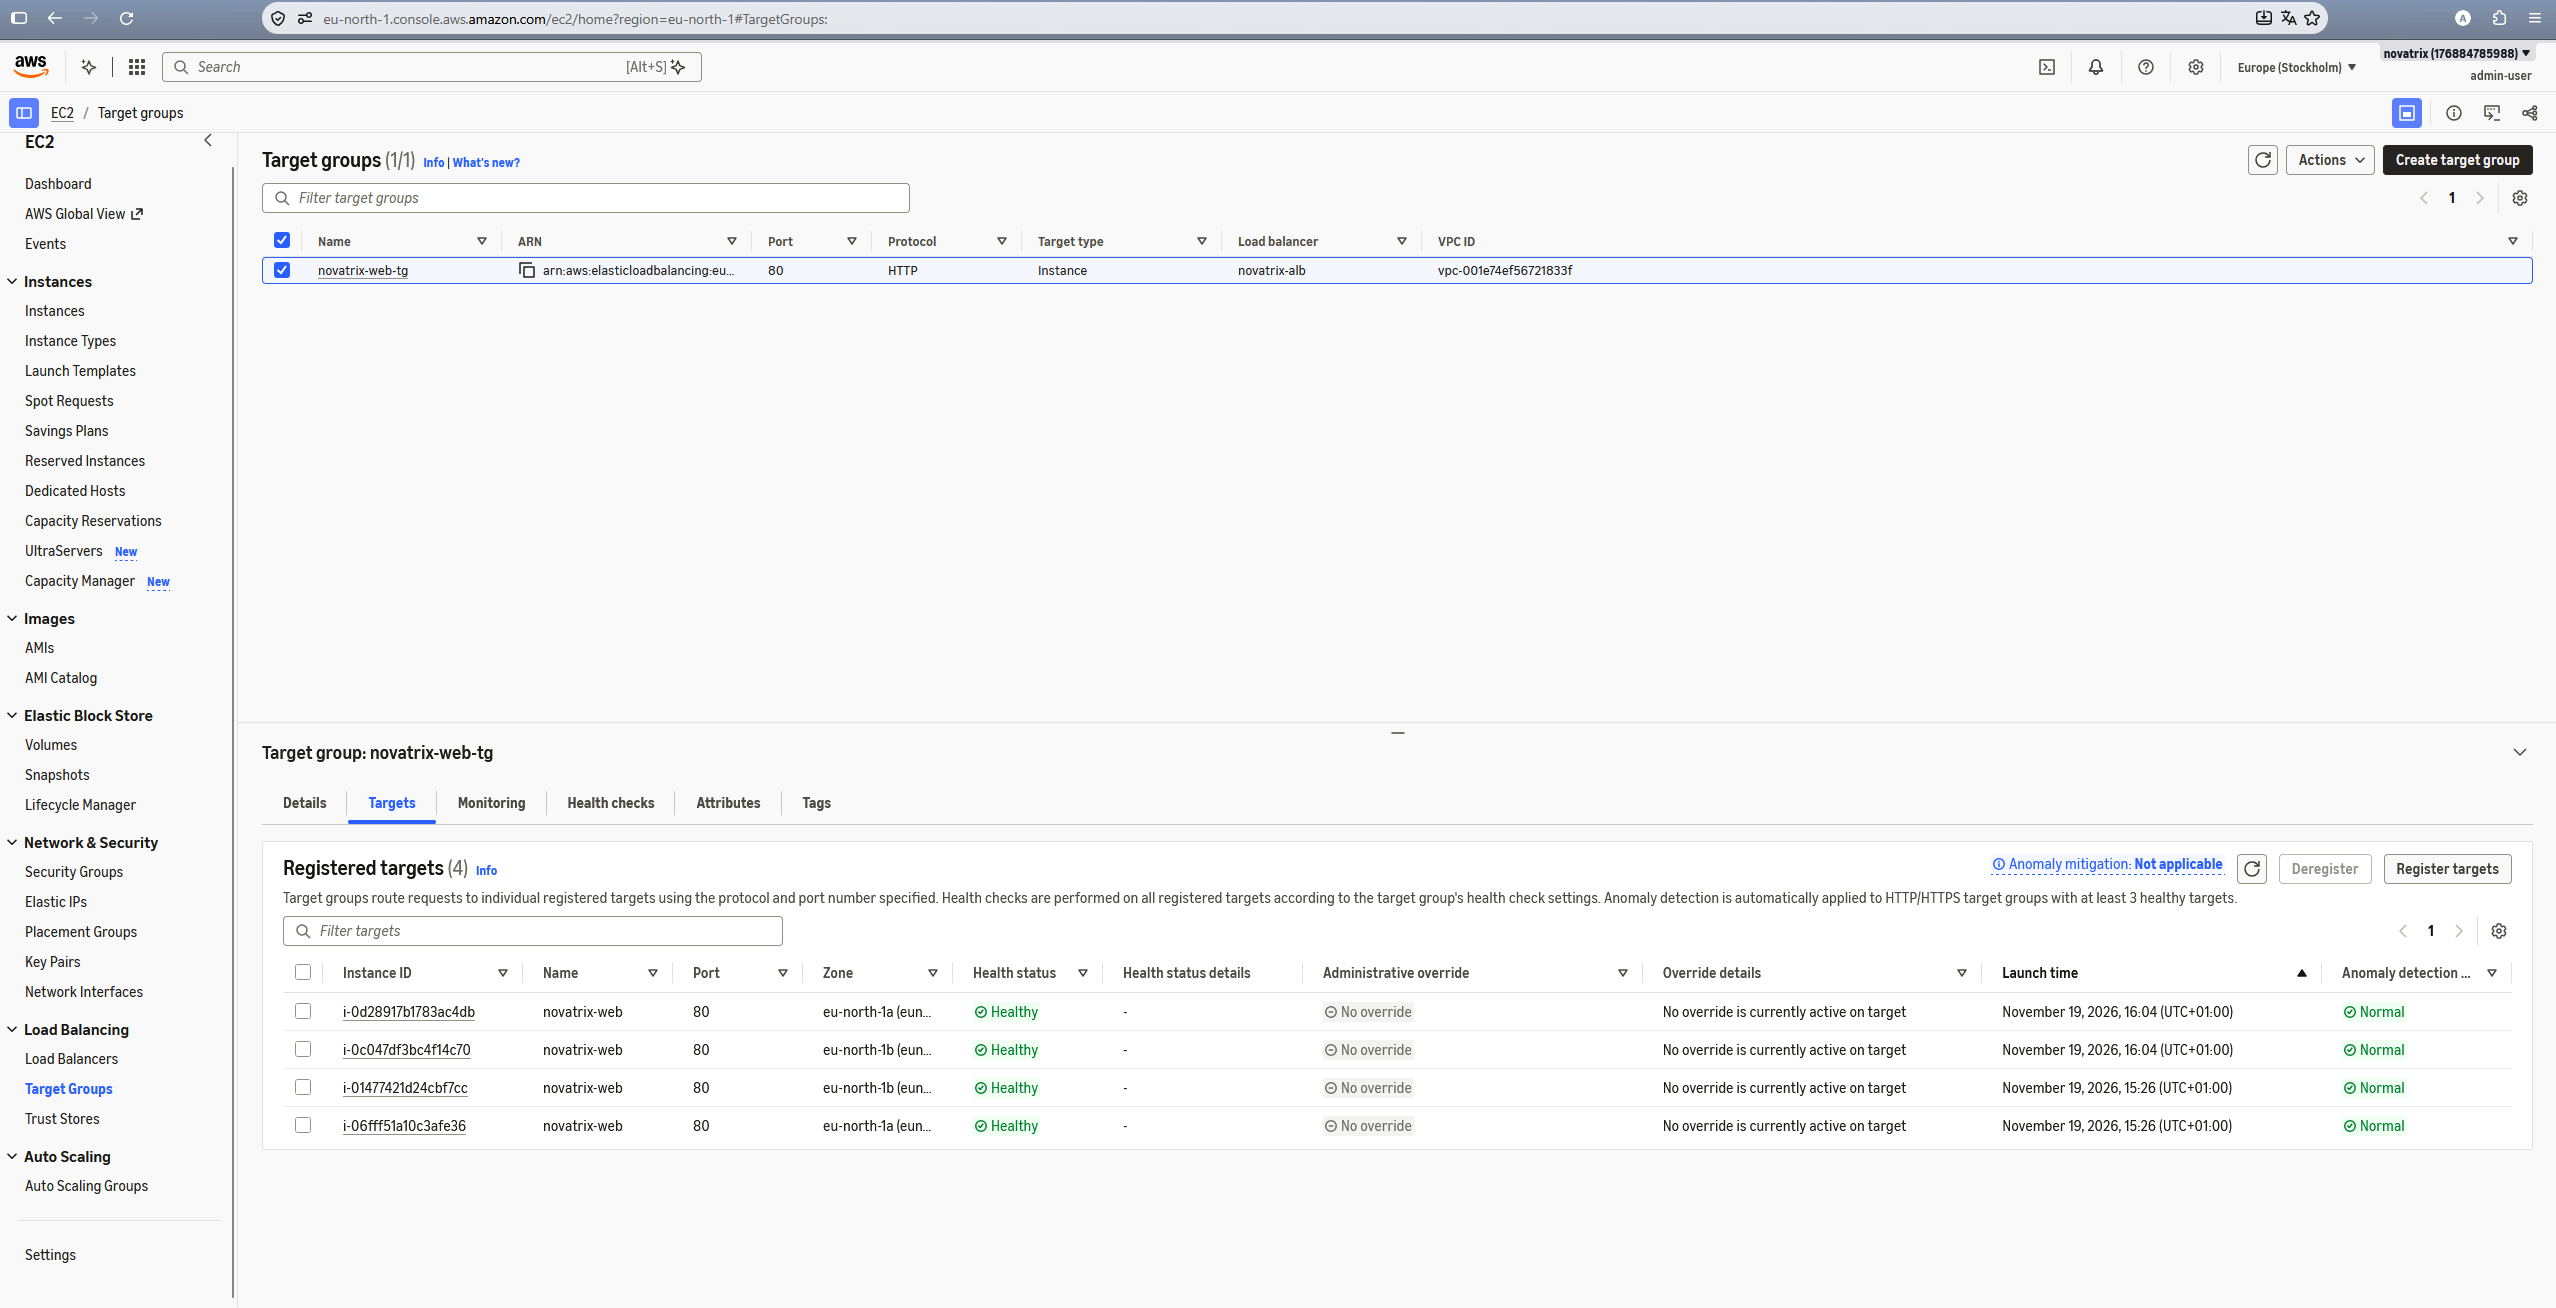 eu-north-1.console.aws.amazon.com/ec2/home?region=eu-north-1#TargetGroups:
A
aws
Search [Alt+S]
Europe (Stockholm)
novatrix (176884785988)
admin-user
EC2 / Target groups
EC2
Dashboard
AWS Global View
Events
Instances
Instances
Instance Types
Launch Templates
Spot Requests
Savings Plans
Reserved Instances
Dedicated Hosts
Capacity Reservations
UltraServers New
Capacity Manager New
Images
AMIs
AMI Catalog
Elastic Block Store
Volumes
Snapshots
Lifecycle Manager
Network & Security
Security Groups
Elastic IPs
Placement Groups
Key Pairs
Network Interfaces
Load Balancing
Load Balancers
Target Groups
Trust Stores
Auto Scaling
Auto Scaling Groups
Settings
Target groups (1/1) Info | What's new?
Actions
Create target group
Filter target groups
1
Name ARN Port Protocol Target type Load balancer VPC ID
novatrix-web-tg arn:aws:elasticloadbalancing:eu... 80 HTTP Instance novatrix-alb vpc-001e74ef56721833f
Target group: novatrix-web-tg
Details Targets Monitoring Health checks Attributes Tags
Registered targets (4) Info
Anomaly mitigation: Not applicable
Deregister
Register targets
Target groups route requests to individual registered targets using the protocol and port number specified. Health checks are performed on all registered targets according to the target group's health check settings. Anomaly detection is automatically applied to HTTP/HTTPS target groups with at least 3 healthy targets.
Filter targets
1
Instance ID Name Port Zone Health status Health status details Administrative override Override details Launch time Anomaly detection ...
i-0d28917b1783ac4db novatrix-web 80 eu-north-1a (eun... Healthy - No override No override is currently active on target November 19, 2026, 16:04 (UTC+01:00) Normal
i-0c047df3bc4f14c70 novatrix-web 80 eu-north-1b (eun... Healthy - No override No override is currently active on target November 19, 2026, 16:04 (UTC+01:00) Normal
i-01477421d24cbf7cc novatrix-web 80 eu-north-1b (eun... Healthy - No override No override is currently active on target November 19, 2026, 15:26 (UTC+01:00) Normal
i-06fff51a10c3afe36 novatrix-web 80 eu-north-1a (eun... Healthy - No override No override is currently active on target November 19, 2026, 15:26 (UTC+01:00) Normal